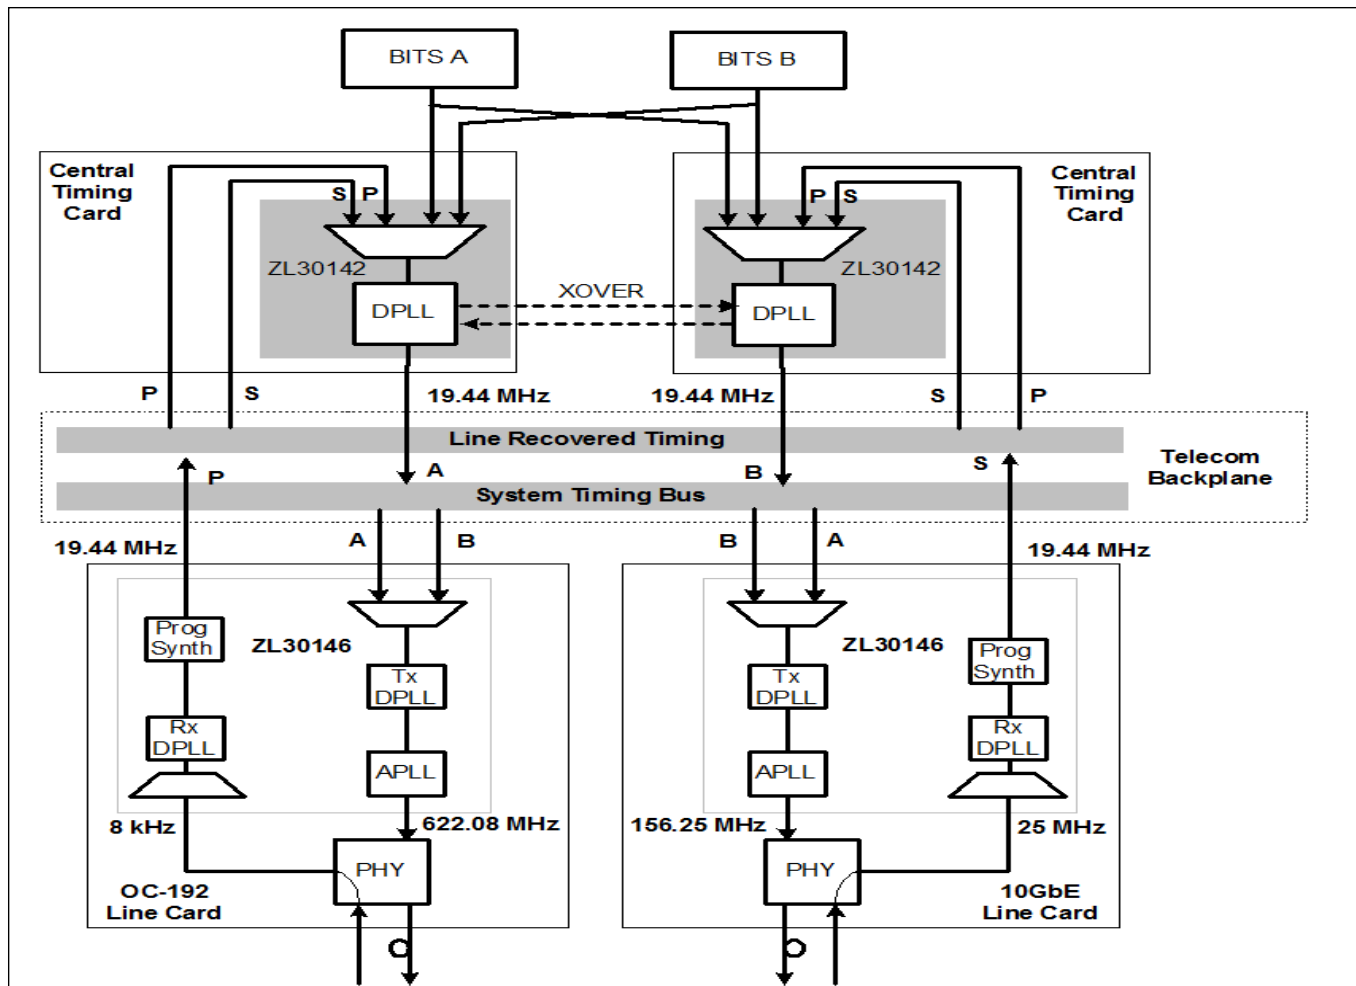 BITS A
BITS B
Central
Timing
Card
Central
Timing
Card
S P
P S
ZL30142
ZL30142
XOVER
DPLL
DPLL
P
S
19.44 MHz
19.44 MHz
S
P
Line Recovered Timing
Telecom
Backplane
P
A
B
S
System Timing Bus
19.44 MHz
A
B
B
A
19.44 MHz
Prog
Synth
ZL30146
ZL30146
Prog
Synth
Tx
DPLL
Tx
DPLL
Rx
DPLL
Rx
DPLL
APLL
APLL
8 kHz
622.08 MHz
156.25 MHz
25 MHz
PHY
PHY
OC-192
Line Card
10GbE
Line Card